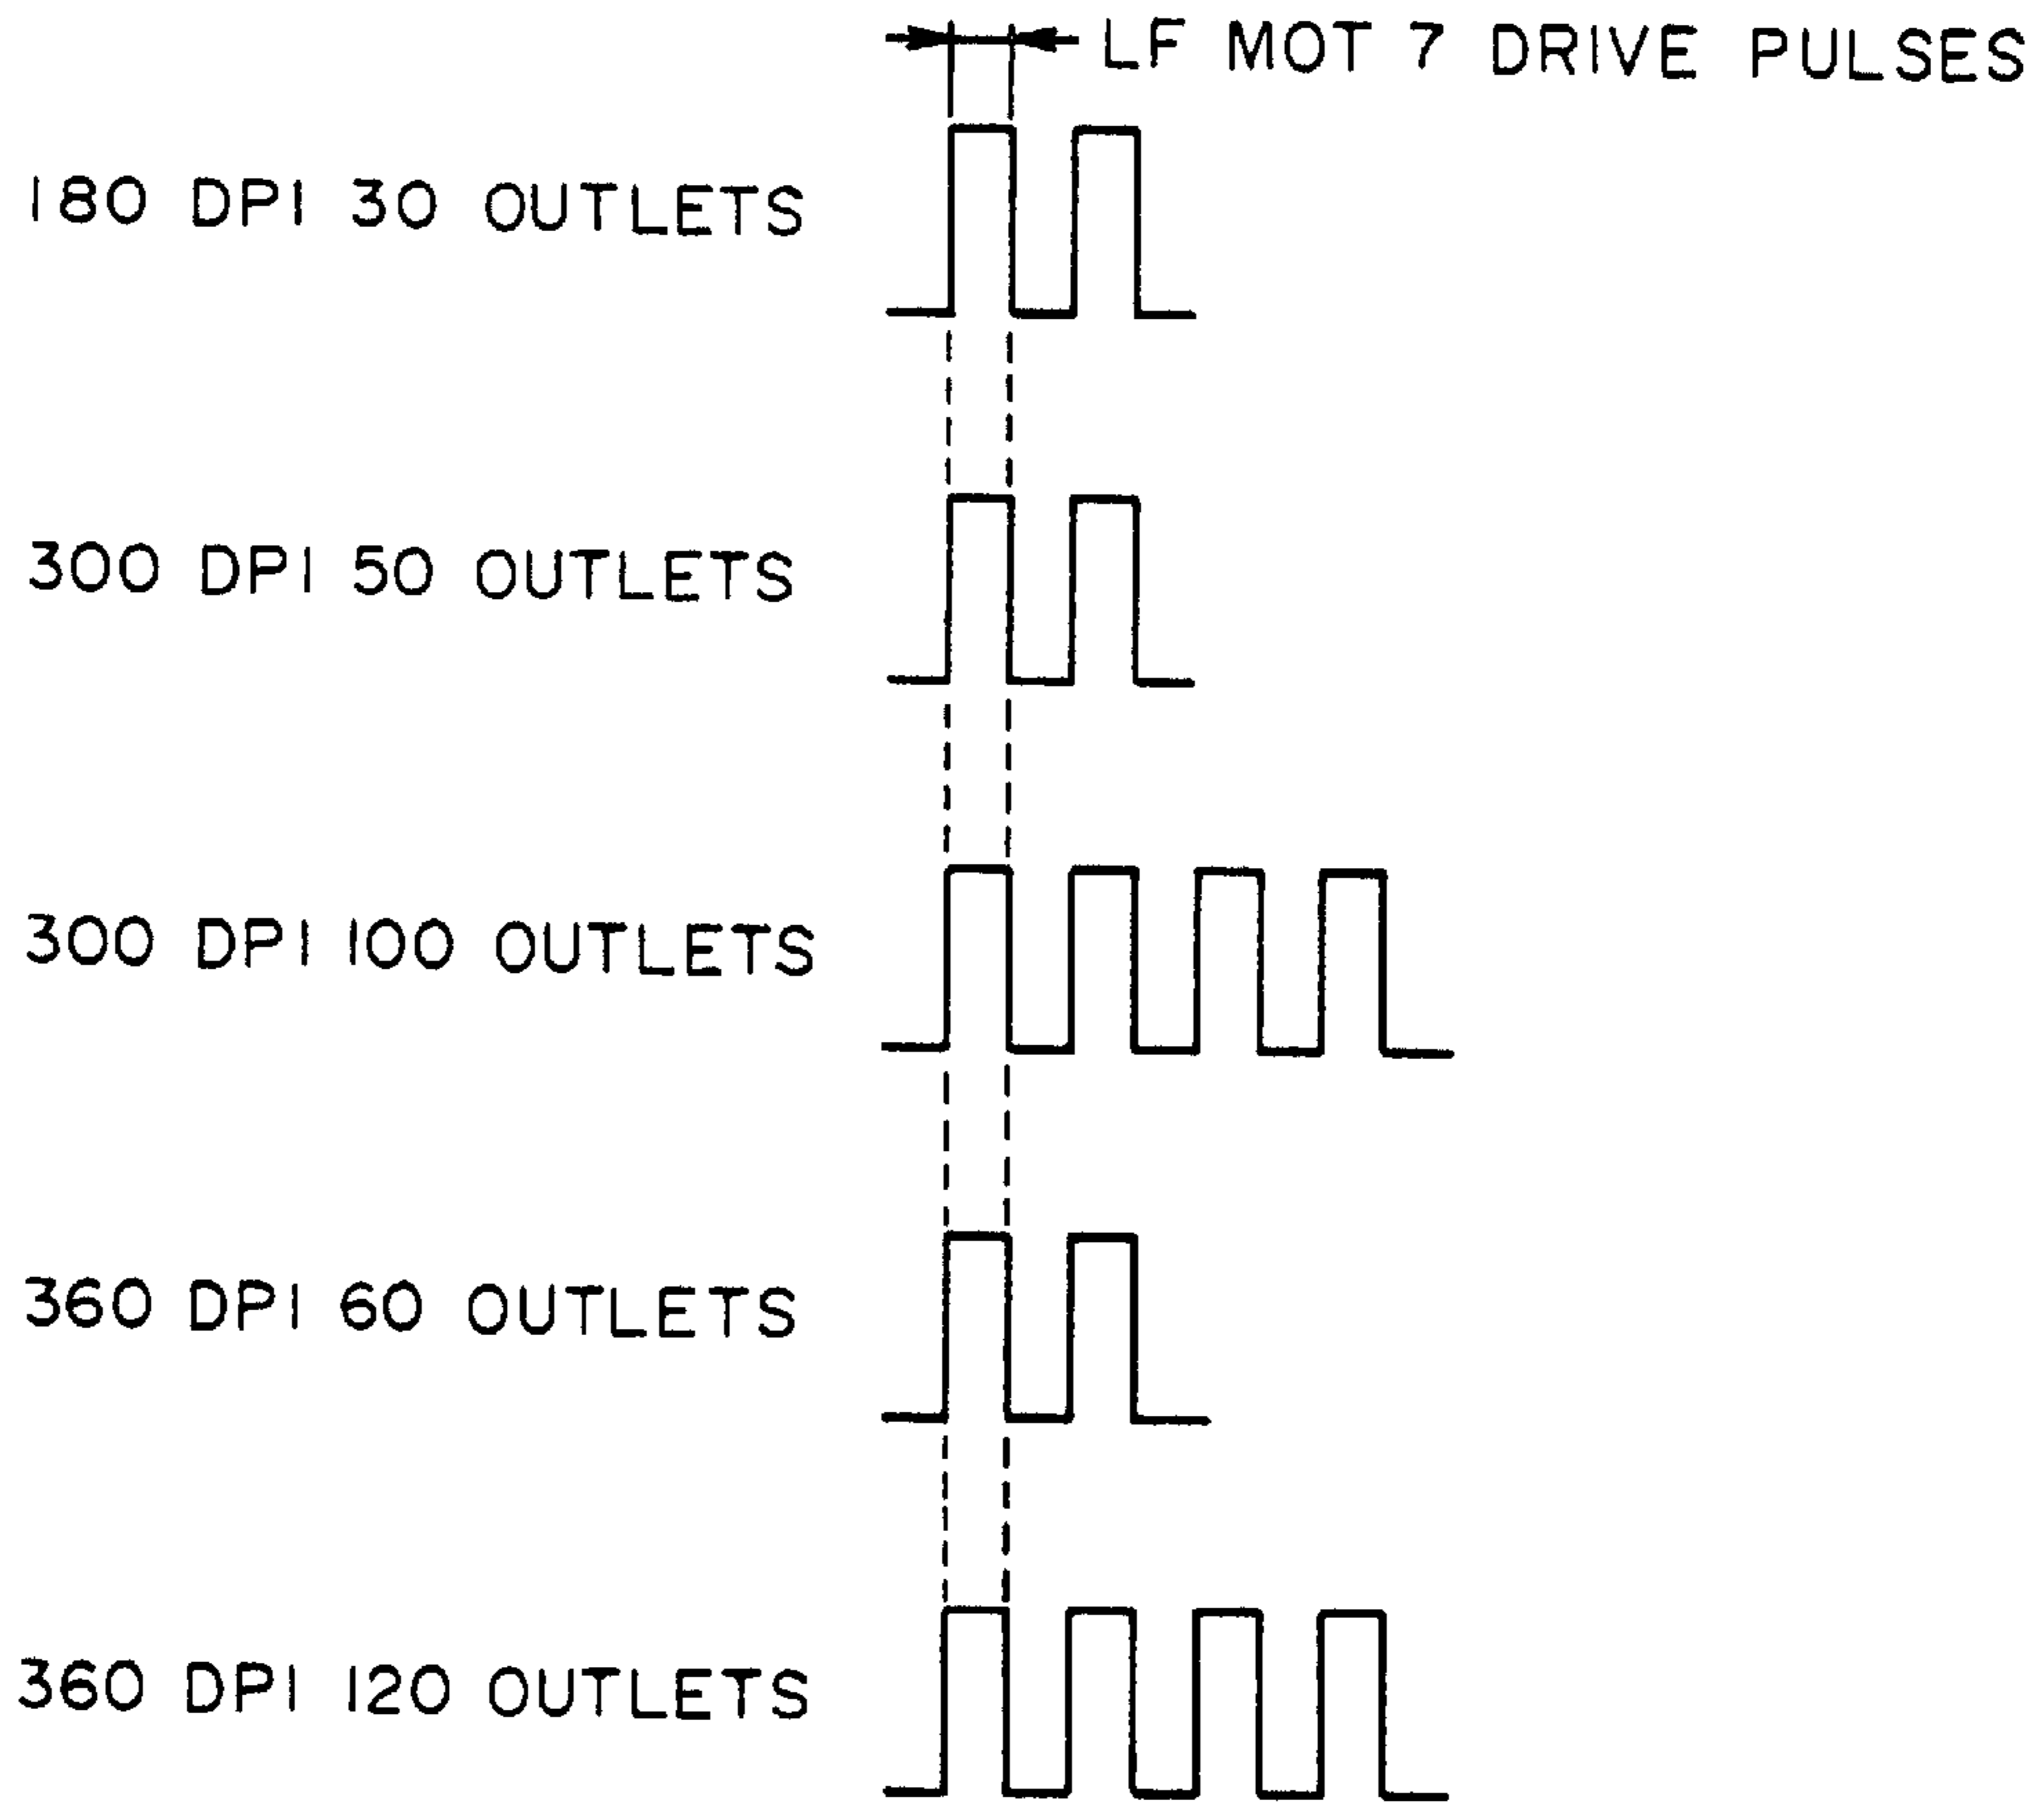 LF MOT 7 DRIVE PULSES
180 DPI 30 OUTLETS
300 DPI 50 OUTLETS
300 DPI 100 OUTLETS
360 DPI 60 OUTLETS
360 DPI 120 OUTLETS